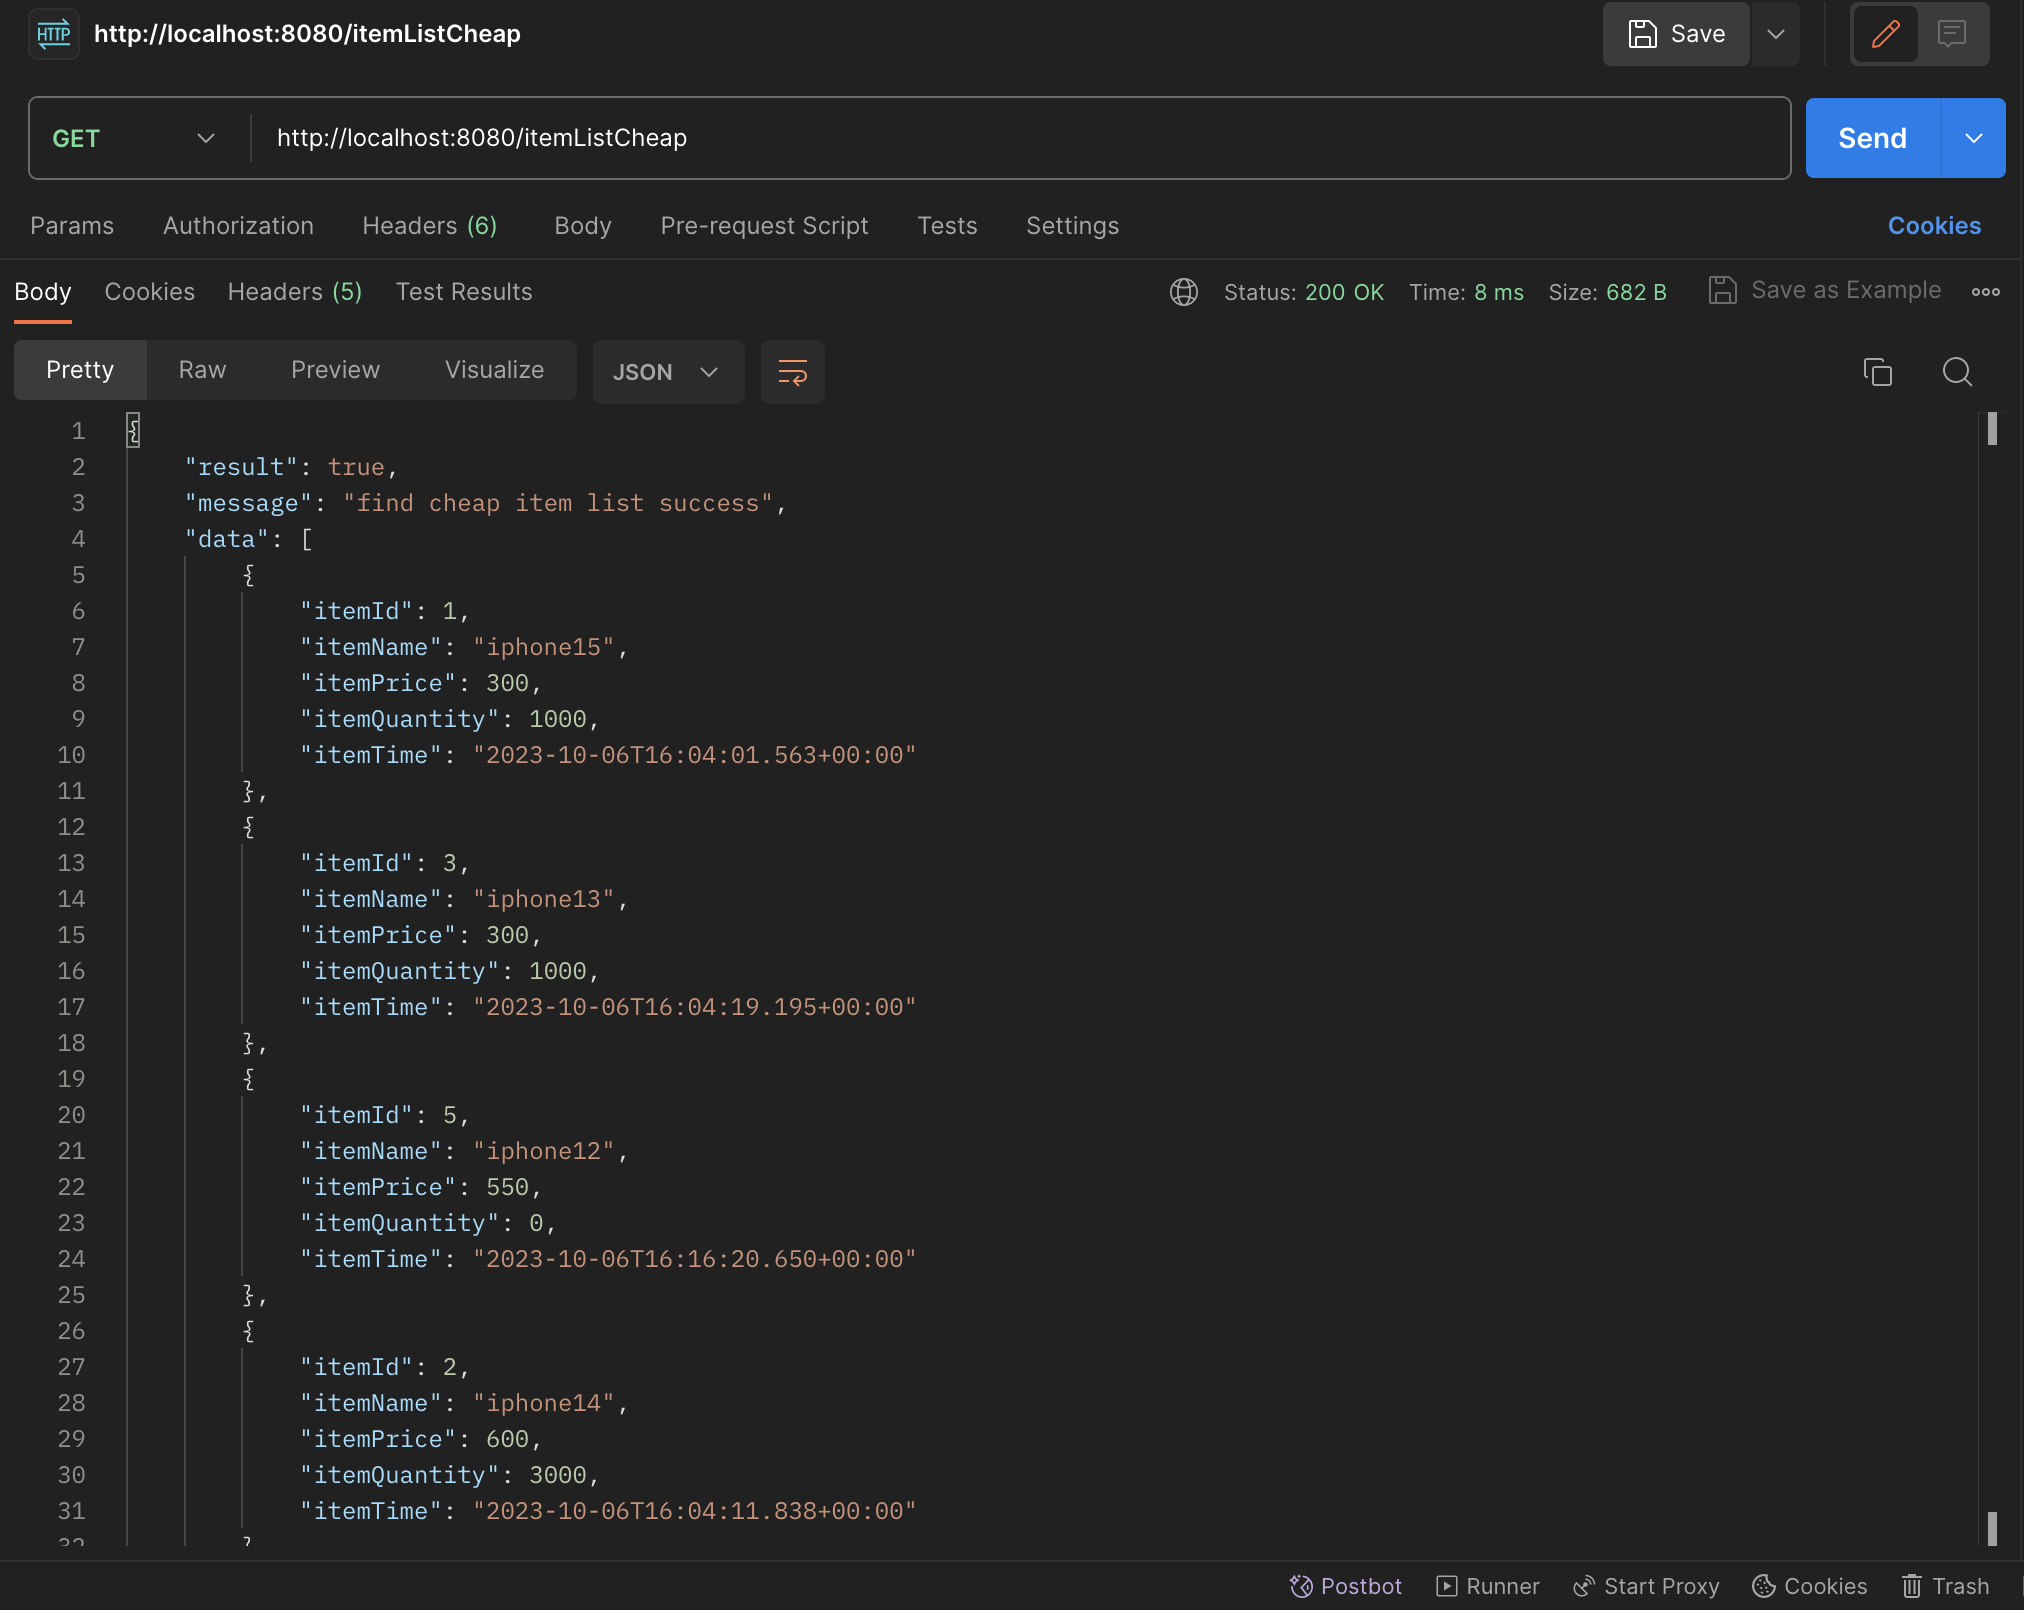 HTTP http://localhost:8080/itemListCheap Save
GET http://localhost:8080/itemListCheap Send
Params Authorization Headers (6) Body Pre-request Script Tests Settings Cookies
Body Cookies Headers (5) Test Results Status: 200 OK Time: 8 ms Size: 682 B Save as Example
Pretty Raw Preview Visualize JSON
1 {
2 "result": true,
3 "message": "find cheap item list success",
4 "data": [
5 {
6 "itemId": 1,
7 "itemName": "iphone15",
8 "itemPrice": 300,
9 "itemQuantity": 1000,
10 "itemTime": "2023-10-06T16:04:01.563+00:00"
11 },
12 {
13 "itemId": 3,
14 "itemName": "iphone13",
15 "itemPrice": 300,
16 "itemQuantity": 1000,
17 "itemTime": "2023-10-06T16:04:19.195+00:00"
18 },
19 {
20 "itemId": 5,
21 "itemName": "iphone12",
22 "itemPrice": 550,
23 "itemQuantity": 0,
24 "itemTime": "2023-10-06T16:16:20.650+00:00"
25 },
26 {
27 "itemId": 2,
28 "itemName": "iphone14",
29 "itemPrice": 600,
30 "itemQuantity": 3000,
31 "itemTime": "2023-10-06T16:04:11.838+00:00"
32 }
Postbot Runner Start Proxy Cookies Trash